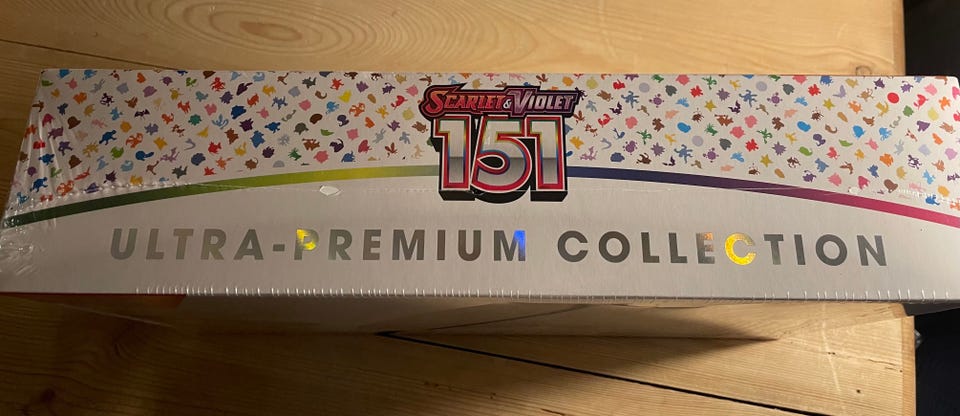 SCARLET & VIOLET
151
ULTRA-PREMIUM COLLECTION